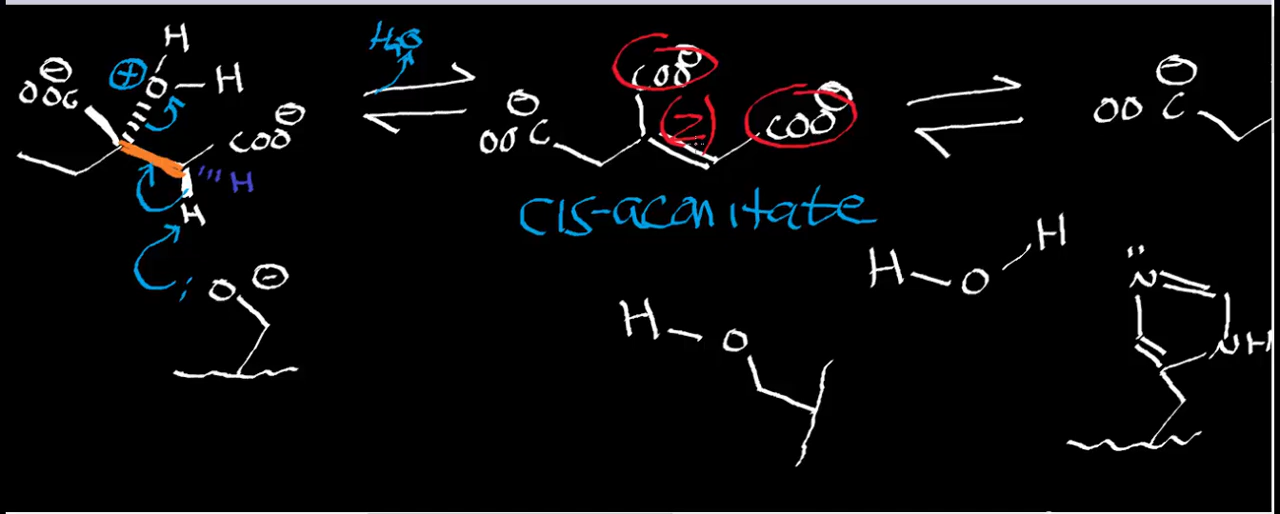 H
⊖
OOC
⊕
O-H
COO⊖
H
H
:O⊖
H₂O
COO⊖
⊖
OOC
Z
COO⊖
cis-aconitate
H-O
H-O-H
⊖
OOC
N̈
NH